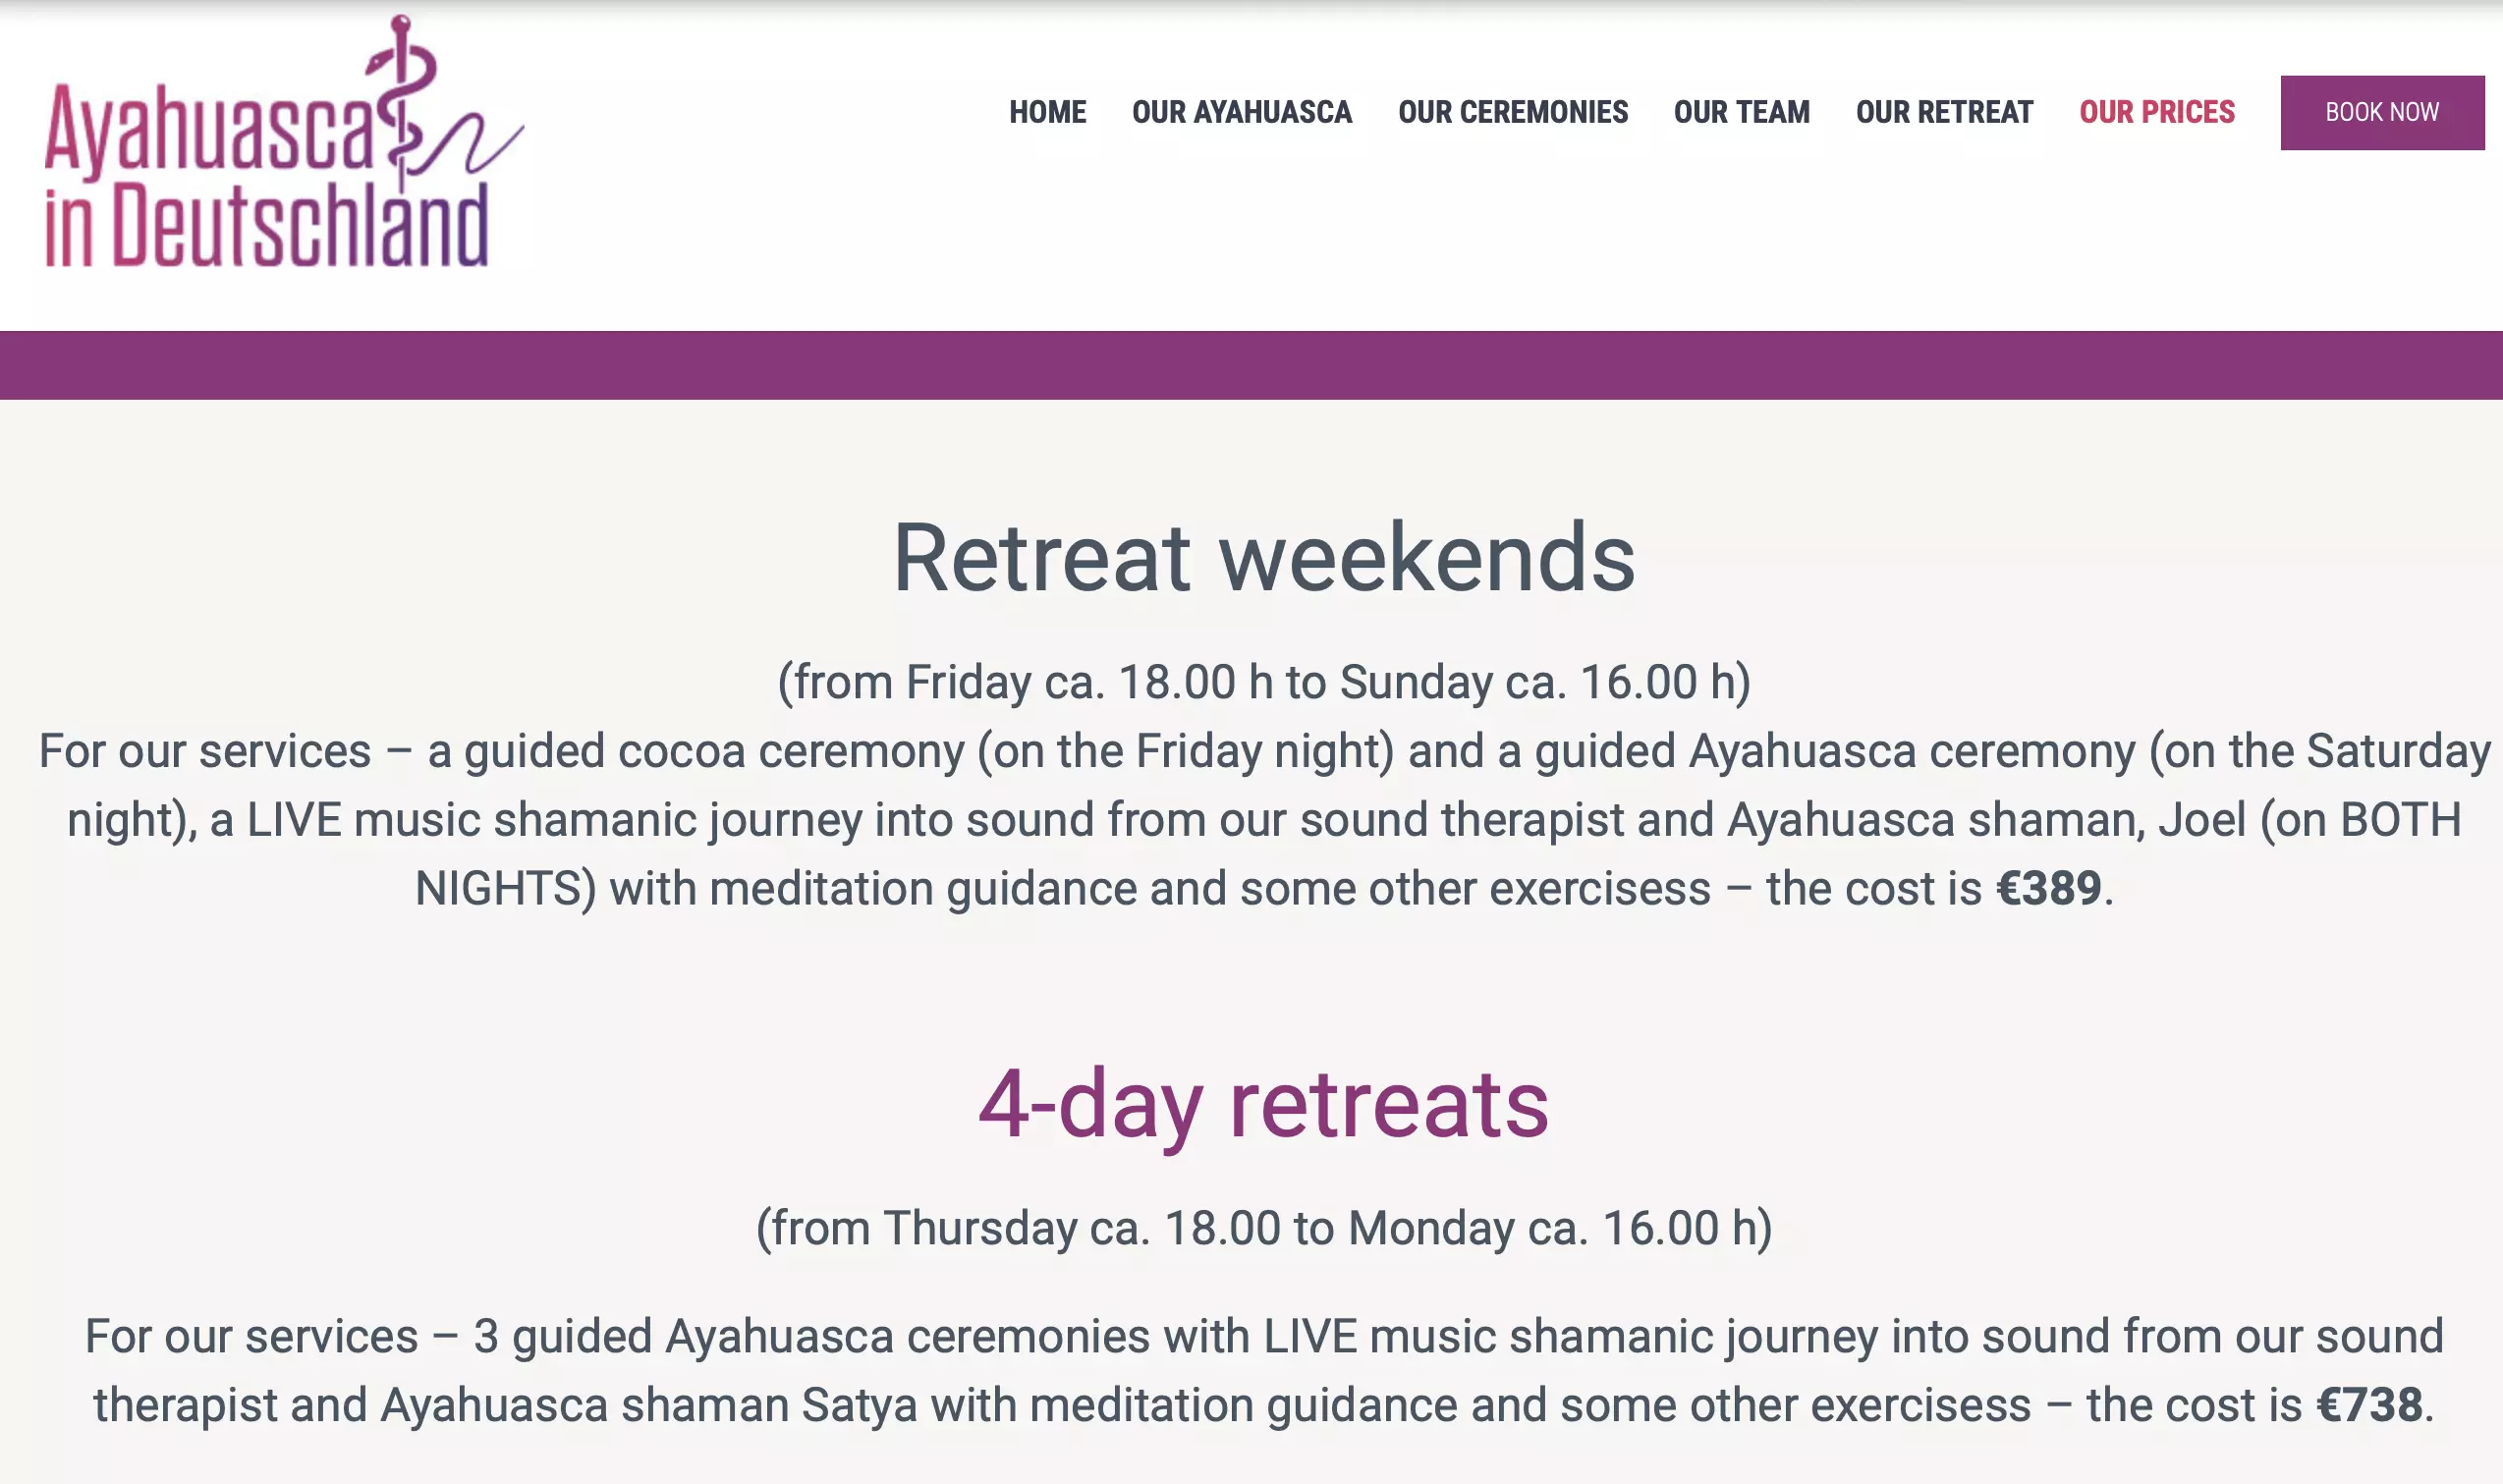 Ayahuasca
in Deutschland
HOME OUR AYAHUASCA OUR CEREMONIES OUR TEAM OUR RETREAT OUR PRICES BOOK NOW
Retreat weekends
(from Friday ca. 18.00 h to Sunday ca. 16.00 h)
For our services – a guided cocoa ceremony (on the Friday night) and a guided Ayahuasca ceremony (on the Saturday
night), a LIVE music shamanic journey into sound from our sound therapist and Ayahuasca shaman, Joel (on BOTH
NIGHTS) with meditation guidance and some other exercisess – the cost is €389.
4-day retreats
(from Thursday ca. 18.00 to Monday ca. 16.00 h)
For our services – 3 guided Ayahuasca ceremonies with LIVE music shamanic journey into sound from our sound
therapist and Ayahuasca shaman Satya with meditation guidance and some other exercisess – the cost is €738.